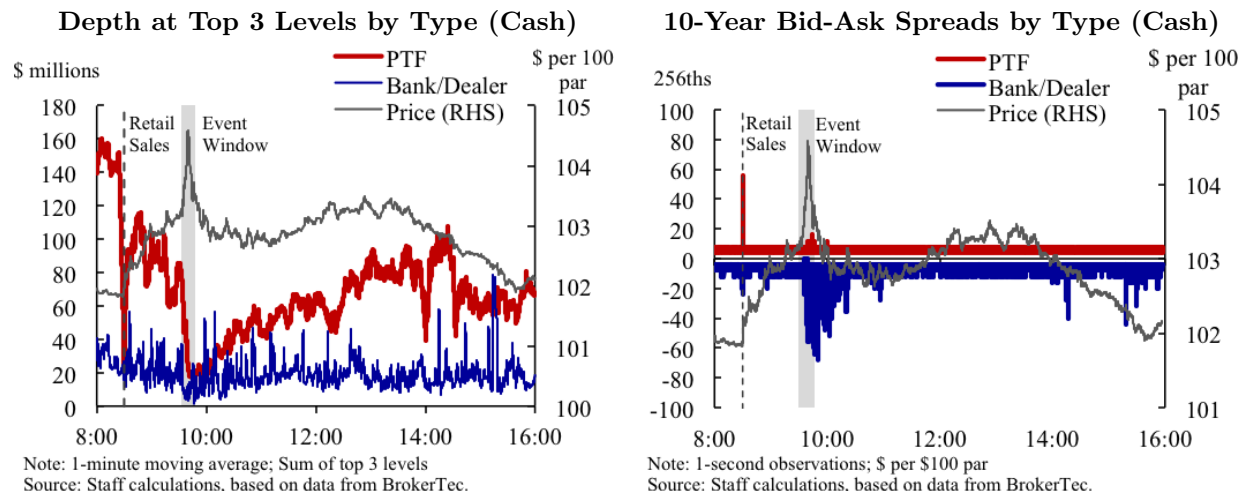 Depth at Top 3 Levels by Type (Cash)
$ millions
PTF
Bank/Dealer
Price (RHS)
$ per 100
par
180
160
140
120
100
80
60
40
20
0
105
104
103
102
101
100
Retail
Sales
Event
Window
8:00
10:00
12:00
14:00
16:00
Note: 1-minute moving average; Sum of top 3 levels
Source: Staff calculations, based on data from BrokerTec.
10-Year Bid-Ask Spreads by Type (Cash)
256ths
PTF
Bank/Dealer
Price (RHS)
$ per 100
par
100
80
60
40
20
0
-20
-40
-60
-80
-100
105
104
103
102
101
Retail
Sales
Event
Window
8:00
10:00
12:00
14:00
16:00
Note: 1-second observations; $ per $100 par
Source: Staff calculations, based on data from BrokerTec.